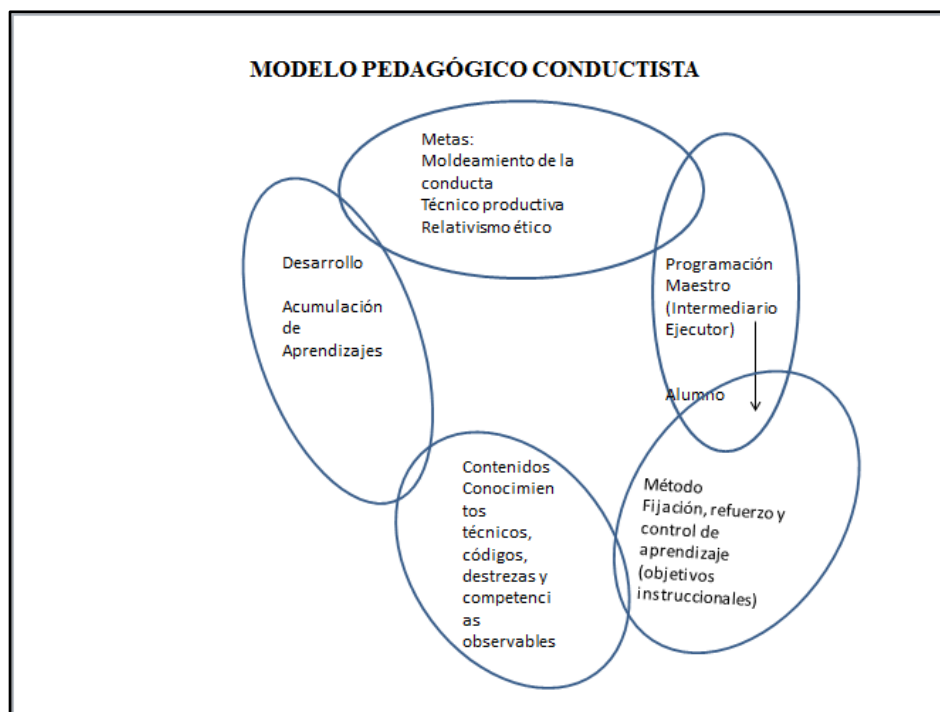 MODELO PEDAGÓGICO CONDUCTISTA
Metas:
Moldeamiento de la
conducta
Técnico productiva
Relativismo ético
Desarrollo
Acumulación
de
Aprendizajes
Programación
Maestro
(Intermediario
Ejecutor)
Alumno
Contenidos
Conocimien
tos
técnicos,
códigos,
destrezas y
competenci
as
observables
Método
Fijación, refuerzo y
control de
aprendizaje
(objetivos
instruccionales)